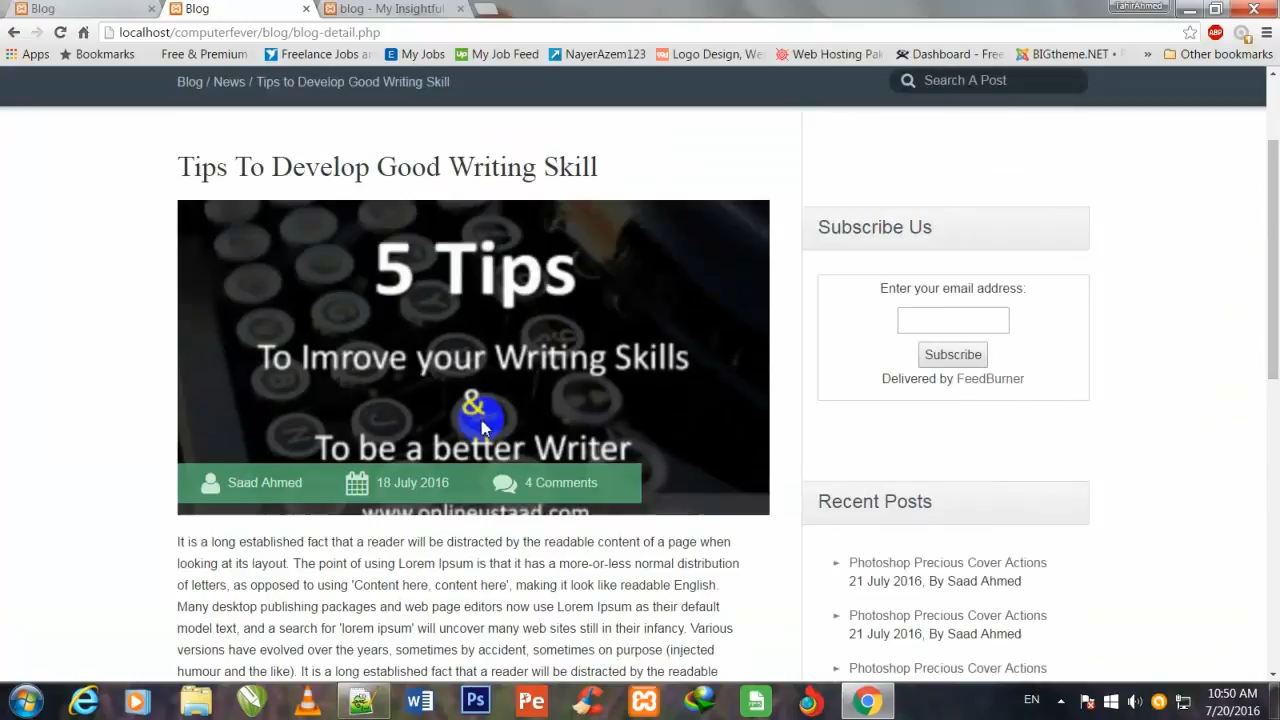 Blog
Blog
blog - My Insightful
TahirAhmed
localhost/computerfever/blog/blog-detail.php
ABP
Apps
Bookmarks
Free & Premium
Freelance Jobs an
My Jobs
My Job Feed
NayerAzem123
Logo Design, We
Web Hosting Pak
Dashboard - Free
BIGtheme.NET •
»
Other bookmarks
Blog / News / Tips to Develop Good Writing Skill
Search A Post
Tips To Develop Good Writing Skill
5 Tips
To Imrove your Writing Skills
&
To be a better Writer
Saad Ahmed
18 July 2016
4 Comments
www.onlineustaad.com
It is a long established fact that a reader will be distracted by the readable content of a page when
looking at its layout. The point of using Lorem Ipsum is that it has a more-or-less normal distribution
of letters, as opposed to using 'Content here, content here', making it look like readable English.
Many desktop publishing packages and web page editors now use Lorem Ipsum as their default
model text, and a search for 'lorem ipsum' will uncover many web sites still in their infancy. Various
versions have evolved over the years, sometimes by accident, sometimes on purpose (injected
humour and the like). It is a long established fact that a reader will be distracted by the readable
Subscribe Us
Enter your email address:
Subscribe
Delivered by FeedBurner
Recent Posts
Photoshop Precious Cover Actions
21 July 2016, By Saad Ahmed
Photoshop Precious Cover Actions
21 July 2016, By Saad Ahmed
Photoshop Precious Cover Actions
Ps
Pe
EN
10:50 AM
7/20/2016